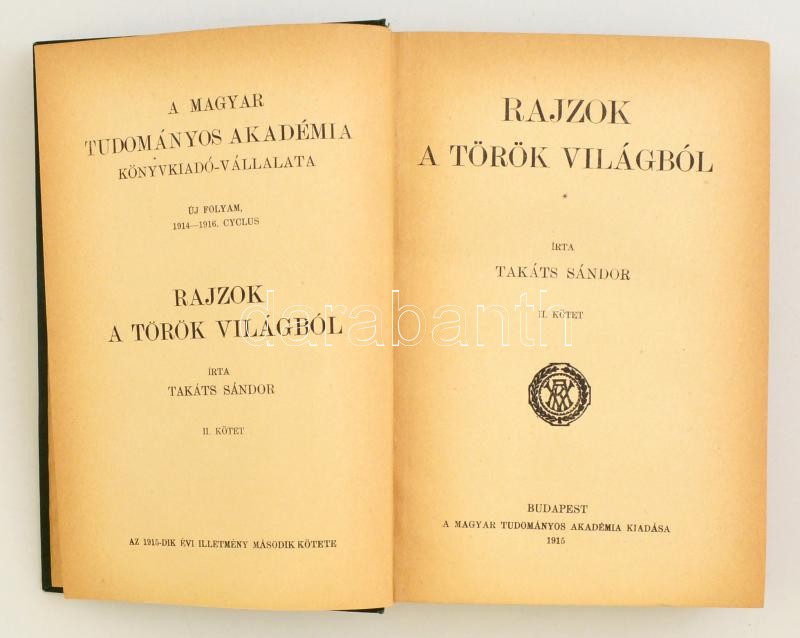 A MAGYAR
TUDOMÁNYOS AKADÉMIA
KÖNYVKIADÓ-VÁLLALATA
ÚJ FOLYAM,
1914—1916. CYCLUS
RAJZOK
A TÖRÖK VILÁGBÓL
ÍRTA
TAKÁTS SÁNDOR
II. KÖTET
AZ 1915-DIK ÉVI ILLETMÉNY MÁSODIK KÖTETE
RAJZOK
A TÖRÖK VILÁGBÓL
*
ÍRTA
TAKÁTS SÁNDOR
II. KÖTET
BUDAPEST
A MAGYAR TUDOMÁNYOS AKADÉMIA KIADÁSA
1915
darabanth